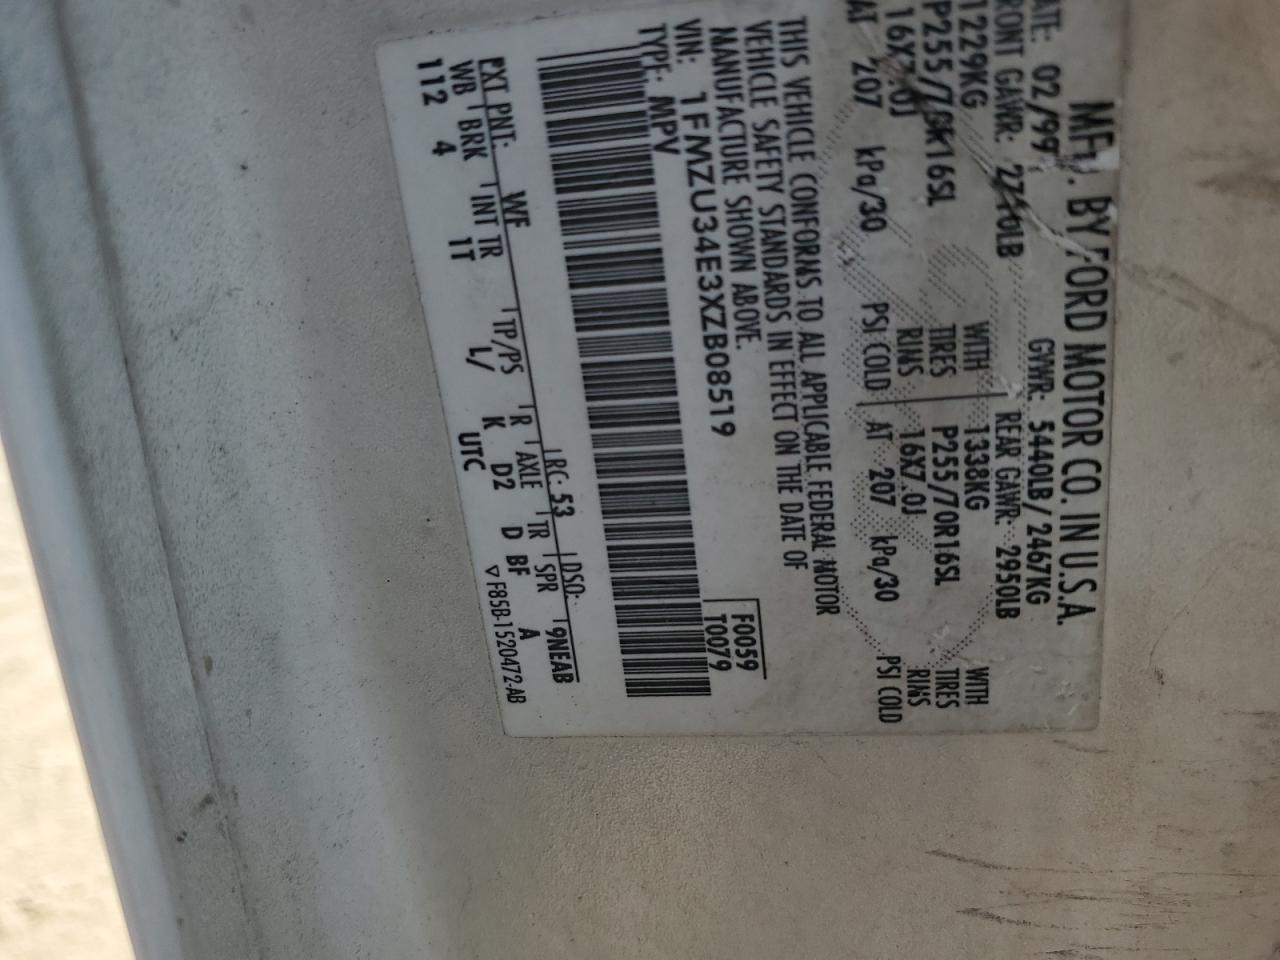 MFD. BY FORD MOTOR CO. IN U.S.A.
DATE: 02/99 GVWR: 5440LB/2467KG
FRONT GAWR: 2710LB REAR GAWR: 2950LB
1229KG WITH 1338KG WITH
P255/70R16SL TIRES P255/70R16SL TIRES
16X7.0J RIMS 16X7.0J RIMS
AT 207 kPa/30 PSI COLD AT 207 kPa/30 PSI COLD
THIS VEHICLE CONFORMS TO ALL APPLICABLE FEDERAL MOTOR
VEHICLE SAFETY STANDARDS IN EFFECT ON THE DATE OF
MANUFACTURE SHOWN ABOVE.
VIN: 1FMZU34E3XZB08519 F0059
TYPE: MPV T0079
EXT PNT: WF RC: 53 DSO: 9NEAB
WB BRK INT TR TP/PS R AXLE TR SPR
112 4 1T L/ K D2 D BF A
UTC ▽ F85B-1520472-AB